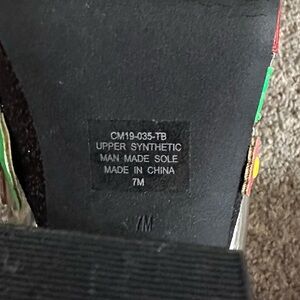 CM19-035-TB
UPPER SYNTHETIC
MAN MADE SOLE
MADE IN CHINA
7M
7M